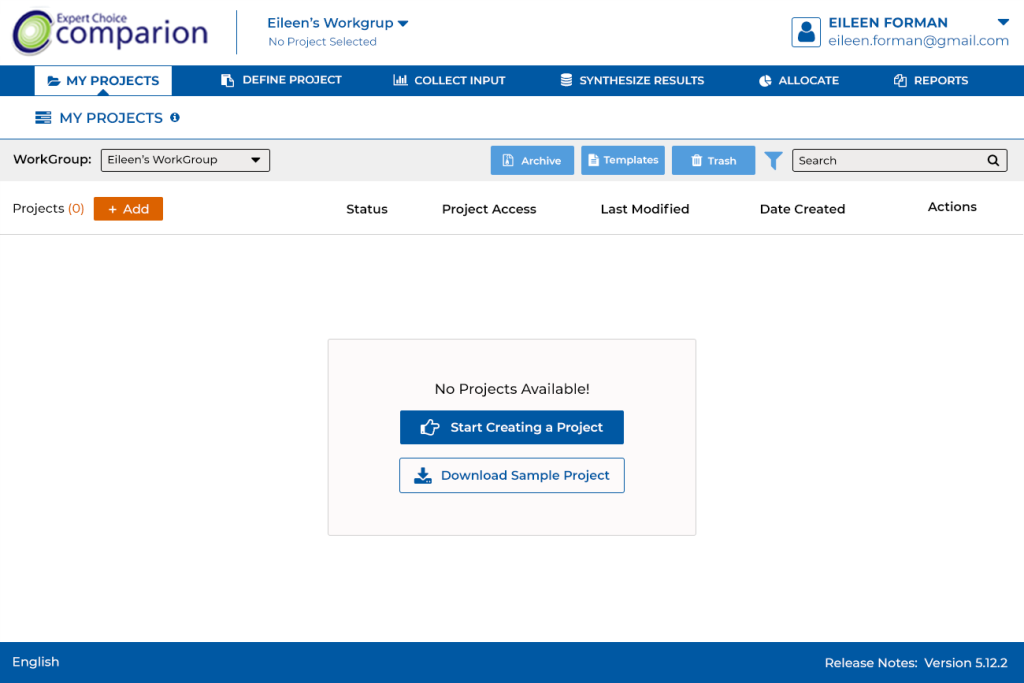 Expert Choice
comparion
Eileen's Workgrup
No Project Selected
EILEEN FORMAN
eileen.forman@gmail.com
MY PROJECTS
DEFINE PROJECT
COLLECT INPUT
SYNTHESIZE RESULTS
ALLOCATE
REPORTS
MY PROJECTS
WorkGroup: Eileen's WorkGroup
Archive
Templates
Trash
Search
Projects (0)
+ Add
Status
Project Access
Last Modified
Date Created
Actions
No Projects Available!
Start Creating a Project
Download Sample Project
English
Release Notes: Version 5.12.2